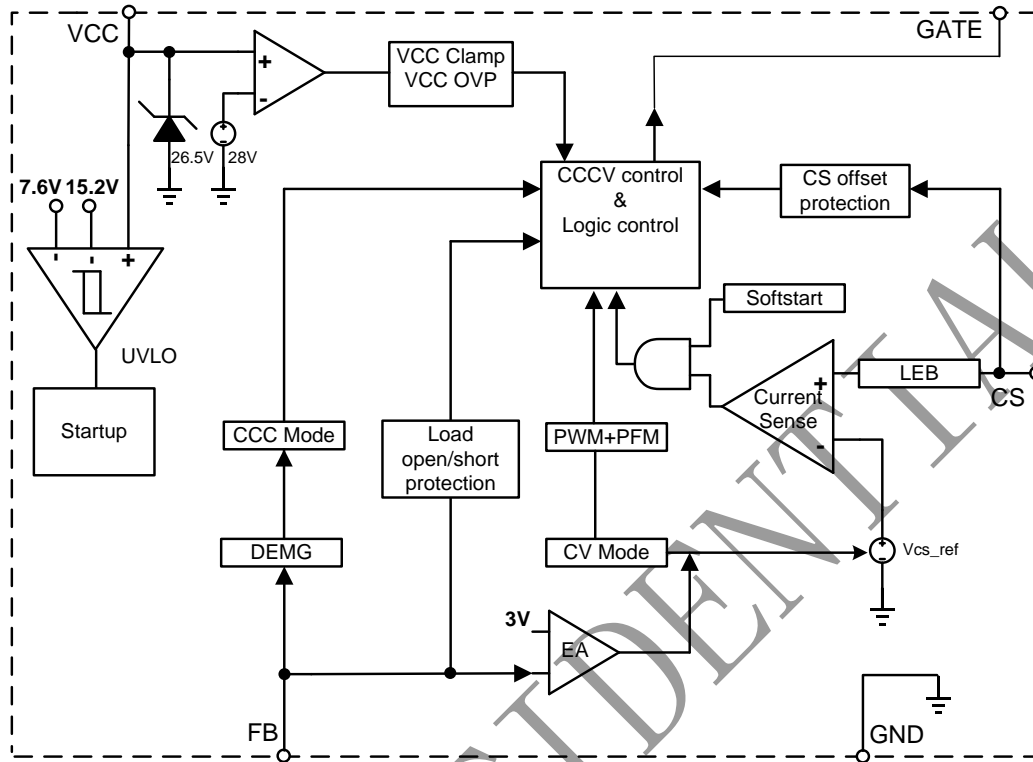 VCC
GATE
VCC Clamp
VCC OVP
+
-
26.5V
+
-
28V
7.6V
15.2V
-
-
+
UVLO
Startup
CCCV control
&
Logic control
CS offset
protection
Softstart
LEB
CS
+
Current
Sense
-
CCC Mode
Load
open/short
protection
PWM+PFM
DEMG
CV Mode
+
-
Vcs_ref
3V
EA
FB
GND
IDENTIAL